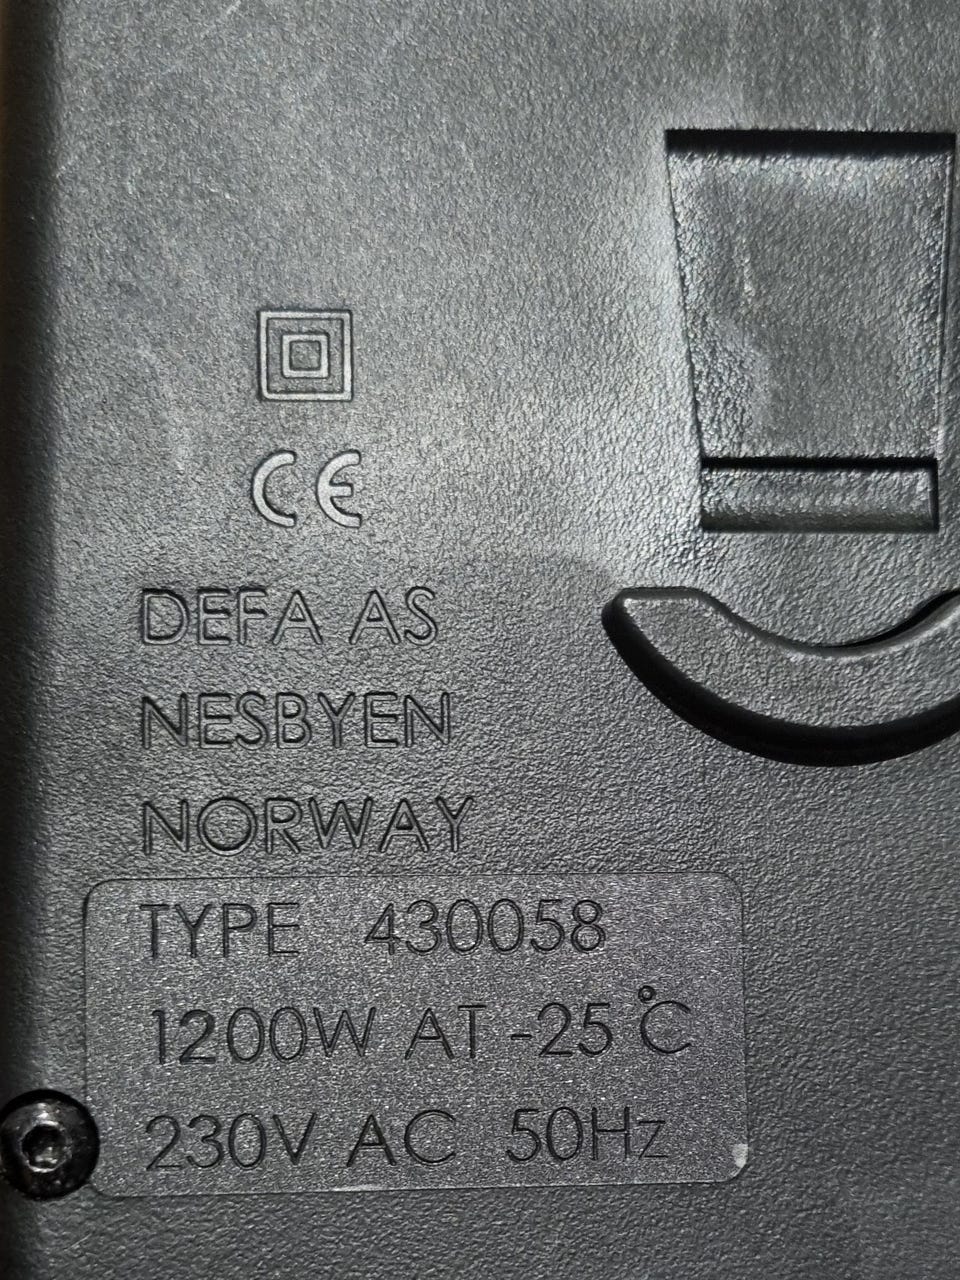 CE
DEFA AS
NESBYEN
NORWAY
TYPE 430058
1200W AT -25°C
230V AC 50Hz